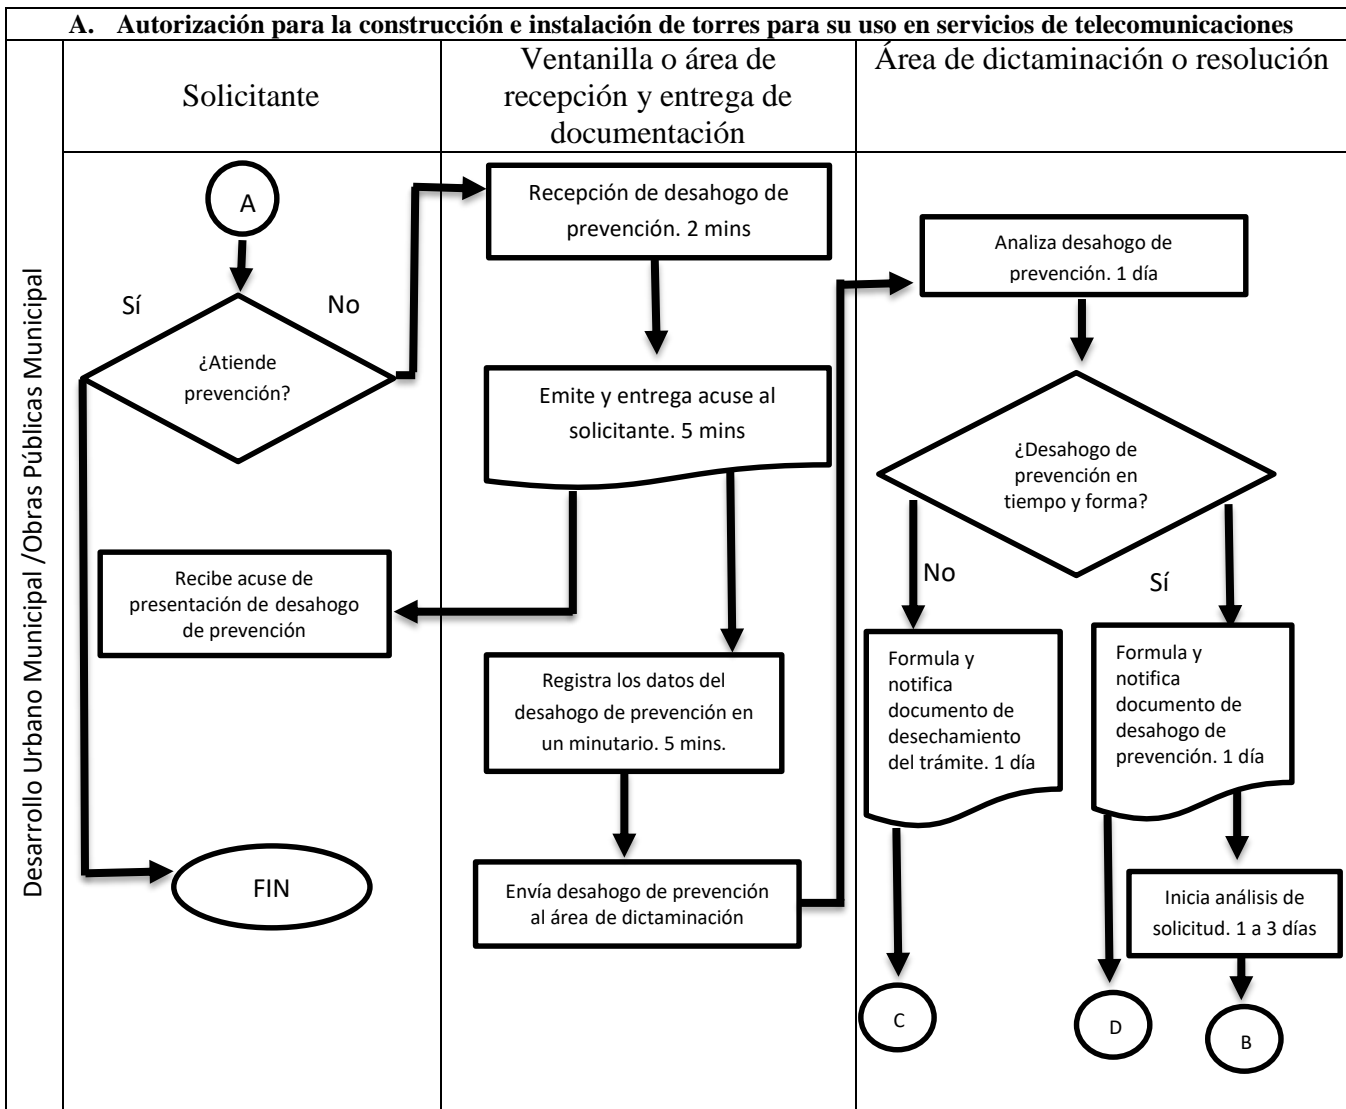 A. Autorización para la construcción e instalación de torres para su uso en servicios de telecomunicaciones
Desarrollo Urbano Municipal /Obras Públicas Municipal
Solicitante
Ventanilla o área de
recepción y entrega de
documentación
Área de dictaminación o resolución
A
Sí
No
¿Atiende
prevención?
Recibe acuse de
presentación de desahogo
de prevención
FIN
Recepción de desahogo de
prevención. 2 mins
Emite y entrega acuse al
solicitante. 5 mins
Registra los datos del
desahogo de prevención en
un minutario. 5 mins.
Envía desahogo de prevención
al área de dictaminación
Analiza desahogo de
prevención. 1 día
¿Desahogo de
prevención en
tiempo y forma?
No
Sí
Formula y
notifica
documento de
desechamiento
del trámite. 1 día
Formula y
notifica
documento de
desahogo de
prevención. 1 día
Inicia análisis de
solicitud. 1 a 3 días
C
D
B